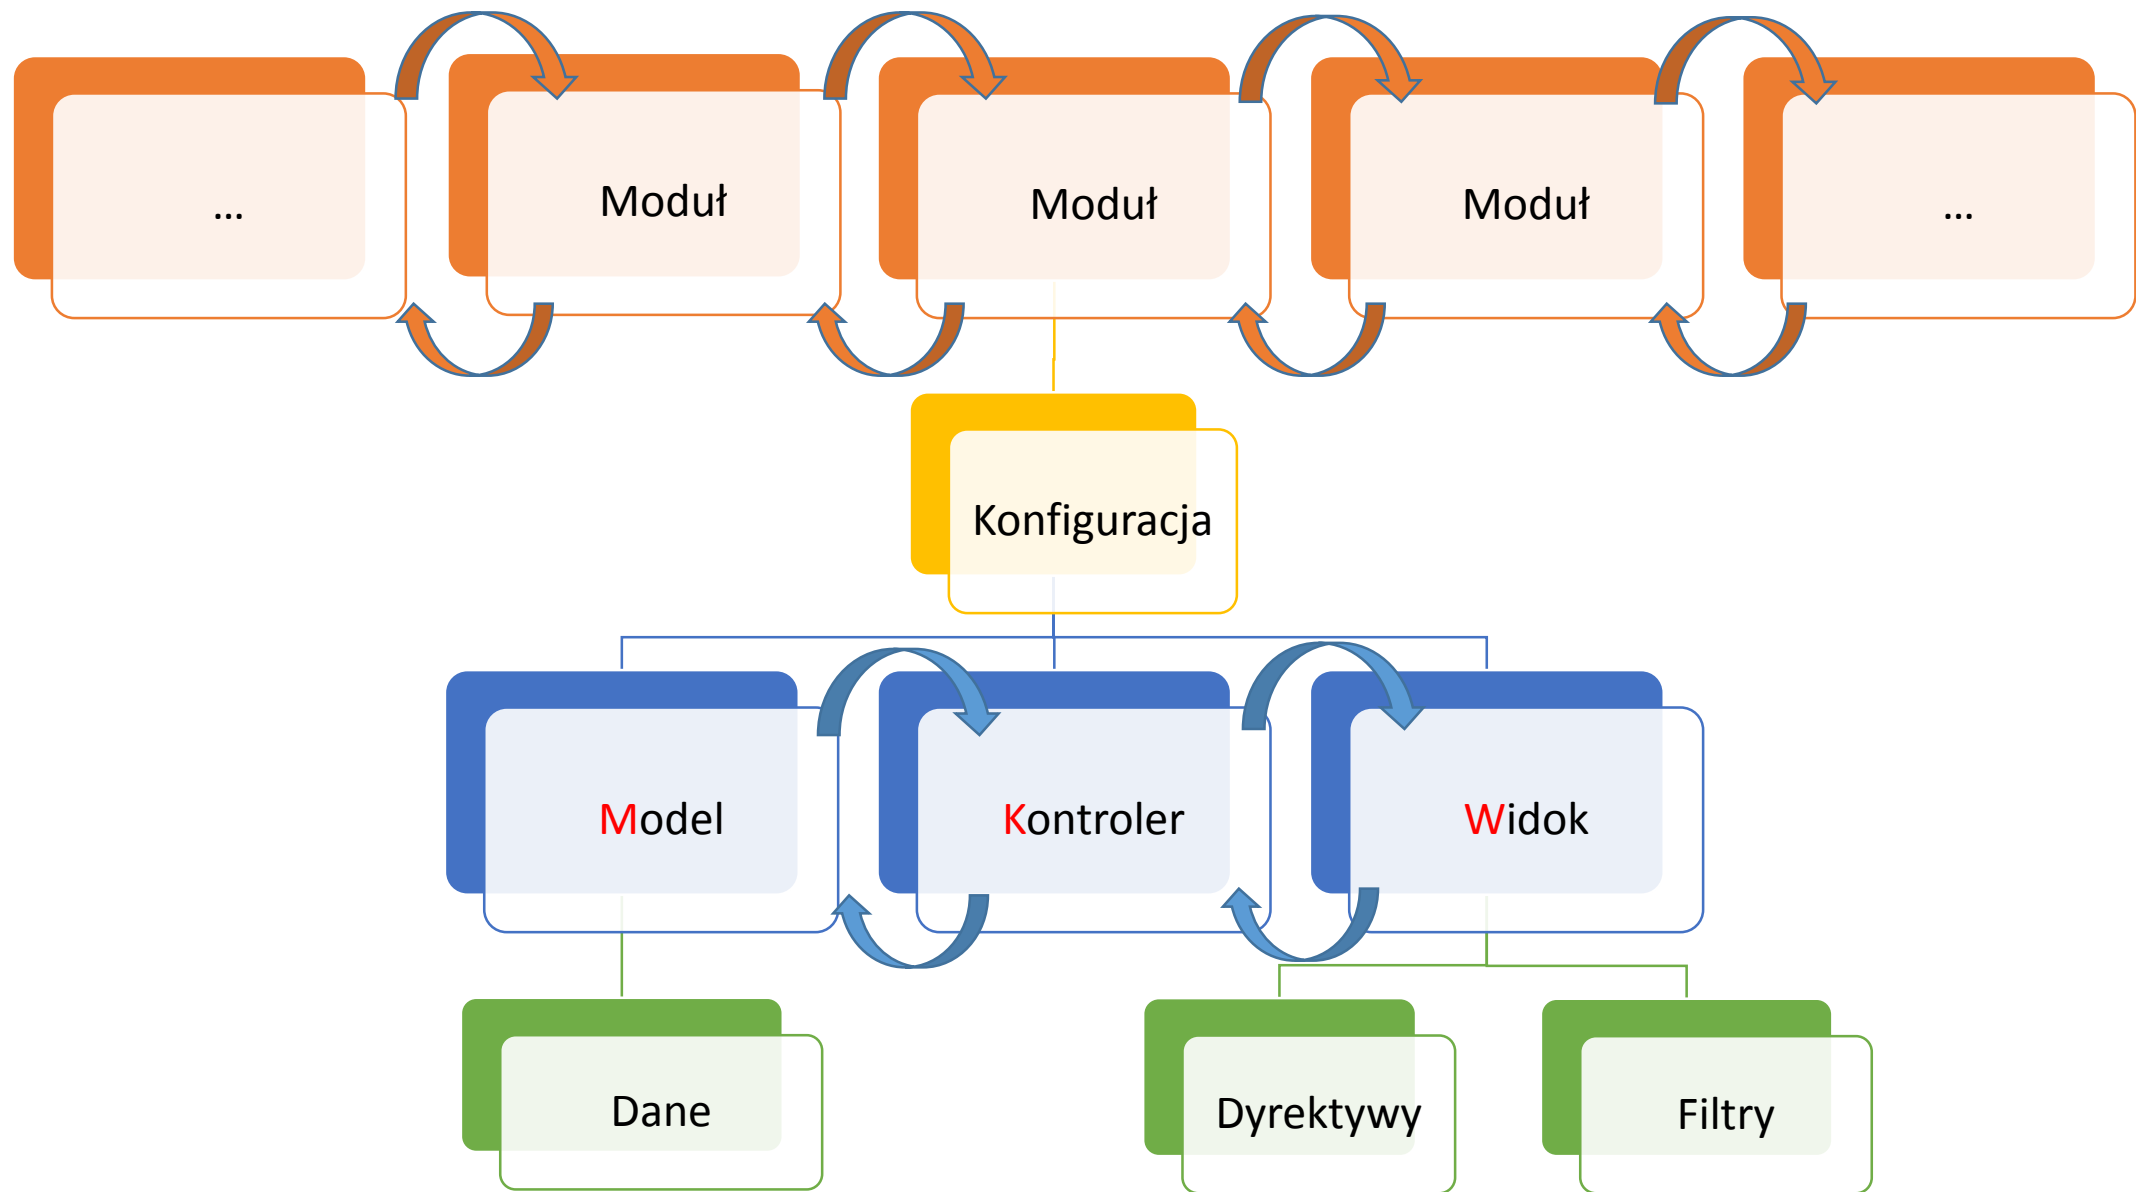 ...
Moduł
Moduł
Moduł
...
Konfiguracja
Model
Kontroler
Widok
Dane
Dyrektywy
Filtry